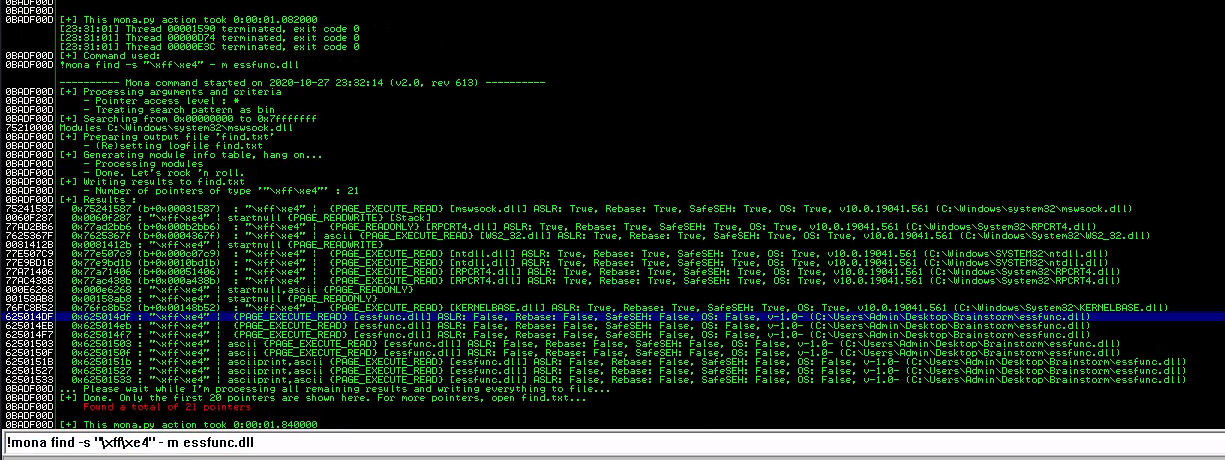 0BADF00D
0BADF00D
0BADF00D [+] This mona.py action took 0:00:01.082000
[23:31:01] Thread 00001590 terminated, exit code 0
[23:31:01] Thread 00000D74 terminated, exit code 0
[23:31:01] Thread 00000E3C terminated, exit code 0
0BADF00D [+] Command used:
0BADF00D !mona find -s "\xff\xe4" - m essfunc.dll
---------- Mona command started on 2020-10-27 23:32:14 (v2.0, rev 613) ----------
0BADF00D [+] Processing arguments and criteria
0BADF00D - Pointer access level : *
0BADF00D - Treating search pattern as bin
0BADF00D [+] Searching from 0x00000000 to 0x7fffffff
75210000 Modules C:\Windows\system32\mswsock.dll
0BADF00D [+] Preparing output file 'find.txt'
0BADF00D - (Re)setting logfile find.txt
0BADF00D [+] Generating module info table, hang on...
0BADF00D - Processing modules
0BADF00D - Done. Let's rock 'n roll.
0BADF00D [+] Writing results to find.txt
0BADF00D - Number of pointers of type '"\xff\xe4"' : 21
0BADF00D [+] Results :
75241587 0x75241587 (b+0x00031587) : "\xff\xe4" | {PAGE_EXECUTE_READ} [mswsock.dll] ASLR: True, Rebase: True, SafeSEH: True, OS: True, v10.0.19041.561 (C:\Windows\system32\mswsock.dll)
0060F287 0x0060f287 : "\xff\xe4" | startnull {PAGE_READWRITE} [Stack]
77AD2BB6 0x77ad2bb6 (b+0x000b2bb6) : "\xff\xe4" | {PAGE_READONLY} [RPCRT4.dll] ASLR: True, Rebase: True, SafeSEH: True, OS: True, v10.0.19041.561 (C:\Windows\System32\RPCRT4.dll)
7625367F 0x7625367f (b+0x0004367f) : "\xff\xe4" | ascii {PAGE_EXECUTE_READ} [WS2_32.dll] ASLR: True, Rebase: True, SafeSEH: True, OS: True, v10.0.19041.561 (C:\Windows\System32\WS2_32.dll)
0081412B 0x0081412b : "\xff\xe4" | startnull {PAGE_READWRITE}
77E507C9 0x77e507c9 (b+0x000c07c9) : "\xff\xe4" | {PAGE_EXECUTE_READ} [ntdll.dll] ASLR: True, Rebase: True, SafeSEH: True, OS: True, v10.0.19041.561 (C:\Windows\SYSTEM32\ntdll.dll)
77E9BD1B 0x77e9bd1b (b+0x0010bd1b) : "\xff\xe4" | {PAGE_EXECUTE_READ} [ntdll.dll] ASLR: True, Rebase: True, SafeSEH: True, OS: True, v10.0.19041.561 (C:\Windows\SYSTEM32\ntdll.dll)
77A71406 0x77a71406 (b+0x00051406) : "\xff\xe4" | {PAGE_EXECUTE_READ} [RPCRT4.dll] ASLR: True, Rebase: True, SafeSEH: True, OS: True, v10.0.19041.561 (C:\Windows\System32\RPCRT4.dll)
77AC438B 0x77ac438b (b+0x000a438b) : "\xff\xe4" | {PAGE_EXECUTE_READ} [RPCRT4.dll] ASLR: True, Rebase: True, SafeSEH: True, OS: True, v10.0.19041.561 (C:\Windows\System32\RPCRT4.dll)
000E6268 0x000e6268 : "\xff\xe4" | startnull,ascii {PAGE_READONLY}
00158AB8 0x00158ab8 : "\xff\xe4" | startnull {PAGE_READONLY}
76FC8B52 0x76fc8b52 (b+0x00148b52) : "\xff\xe4" | {PAGE_EXECUTE_READ} [KERNELBASE.dll] ASLR: True, Rebase: True, SafeSEH: True, OS: True, v10.0.19041.561 (C:\Windows\System32\KERNELBASE.dll)
625014DF 0x625014df : "\xff\xe4" | {PAGE_EXECUTE_READ} [essfunc.dll] ASLR: False, Rebase: False, SafeSEH: False, OS: False, v-1.0- (C:\Users\Admin\Desktop\Brainstorm\essfunc.dll)
625014EB 0x625014eb : "\xff\xe4" | {PAGE_EXECUTE_READ} [essfunc.dll] ASLR: False, Rebase: False, SafeSEH: False, OS: False, v-1.0- (C:\Users\Admin\Desktop\Brainstorm\essfunc.dll)
625014F7 0x625014f7 : "\xff\xe4" | {PAGE_EXECUTE_READ} [essfunc.dll] ASLR: False, Rebase: False, SafeSEH: False, OS: False, v-1.0- (C:\Users\Admin\Desktop\Brainstorm\essfunc.dll)
62501503 0x62501503 : "\xff\xe4" | ascii {PAGE_EXECUTE_READ} [essfunc.dll] ASLR: False, Rebase: False, SafeSEH: False, OS: False, v-1.0- (C:\Users\Admin\Desktop\Brainstorm\essfunc.dll)
6250150F 0x6250150f : "\xff\xe4" | ascii {PAGE_EXECUTE_READ} [essfunc.dll] ASLR: False, Rebase: False, SafeSEH: False, OS: False, v-1.0- (C:\Users\Admin\Desktop\Brainstorm\essfunc.dll)
6250151B 0x6250151b : "\xff\xe4" | asciiprint,ascii {PAGE_EXECUTE_READ} [essfunc.dll] ASLR: False, Rebase: False, SafeSEH: False, OS: False, v-1.0- (C:\Users\Admin\Desktop\Brainstorm\essfunc.dll)
62501527 0x62501527 : "\xff\xe4" | asciiprint,ascii {PAGE_EXECUTE_READ} [essfunc.dll] ASLR: False, Rebase: False, SafeSEH: False, OS: False, v-1.0- (C:\Users\Admin\Desktop\Brainstorm\essfunc.dll)
62501533 0x62501533 : "\xff\xe4" | asciiprint,ascii {PAGE_EXECUTE_READ} [essfunc.dll] ASLR: False, Rebase: False, SafeSEH: False, OS: False, v-1.0- (C:\Users\Admin\Desktop\Brainstorm\essfunc.dll)
0BADF00D ... Please wait while I'm processing all remaining results and writing everything to file...
0BADF00D [+] Done. Only the first 20 pointers are shown here. For more pointers, open find.txt...
0BADF00D Found a total of 21 pointers
0BADF00D
0BADF00D [+] This mona.py action took 0:00:01.840000
!mona find -s "\xff\xe4" - m essfunc.dll